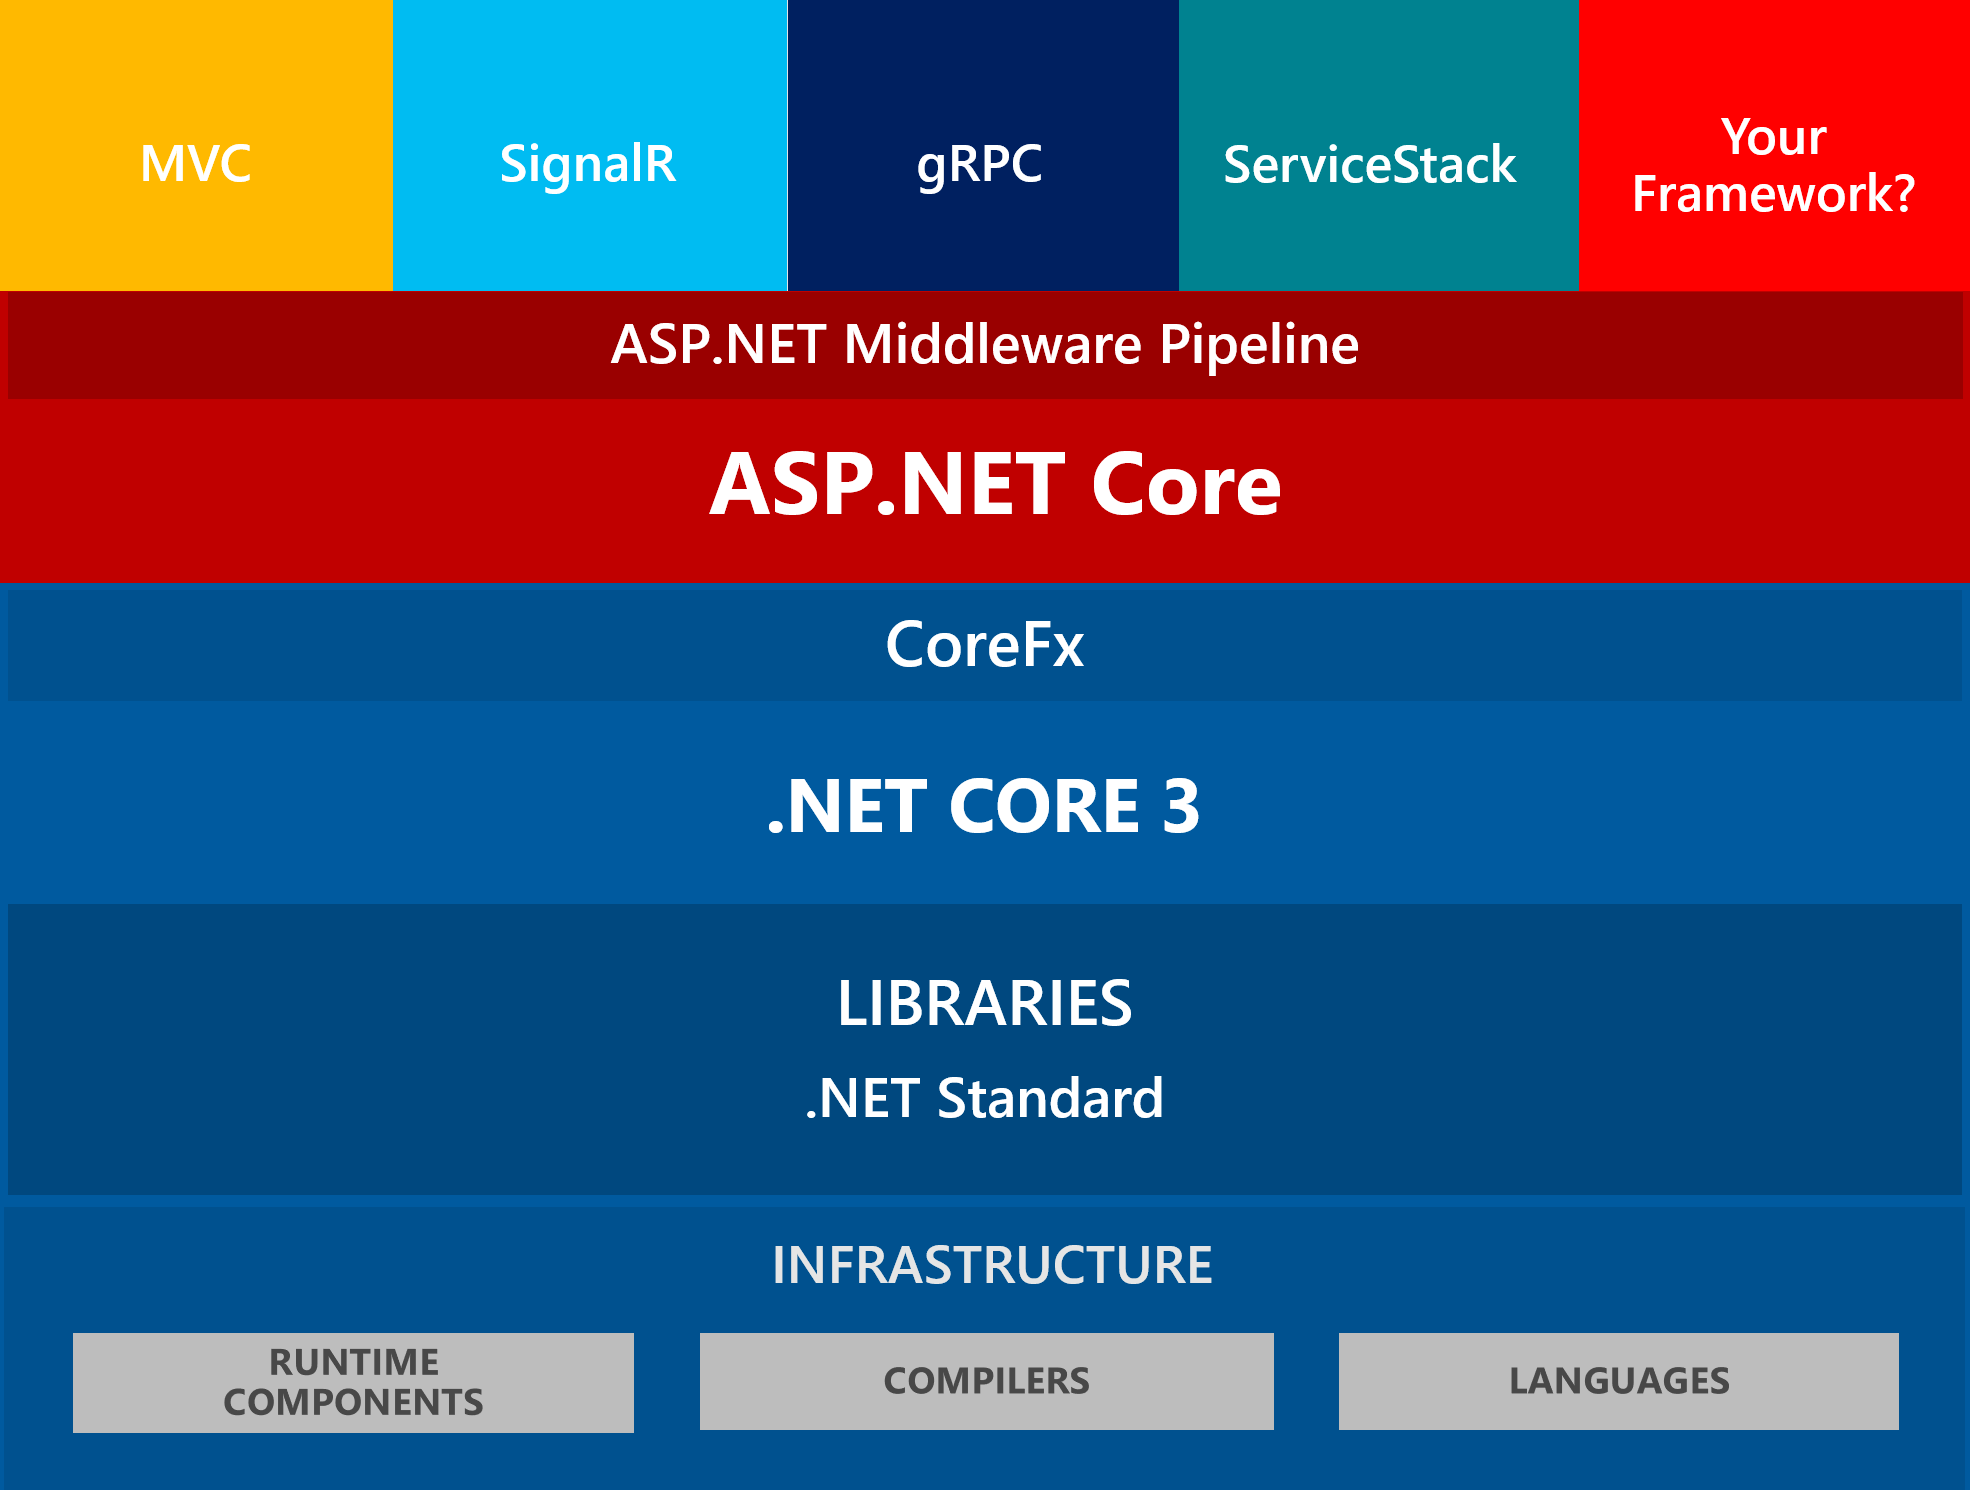 MVC
SignalR
gRPC
ServiceStack
Your
Framework?
ASP.NET Middleware Pipeline
ASP.NET Core
CoreFx
.NET CORE 3
LIBRARIES
.NET Standard
INFRASTRUCTURE
RUNTIME
COMPONENTS
COMPILERS
LANGUAGES